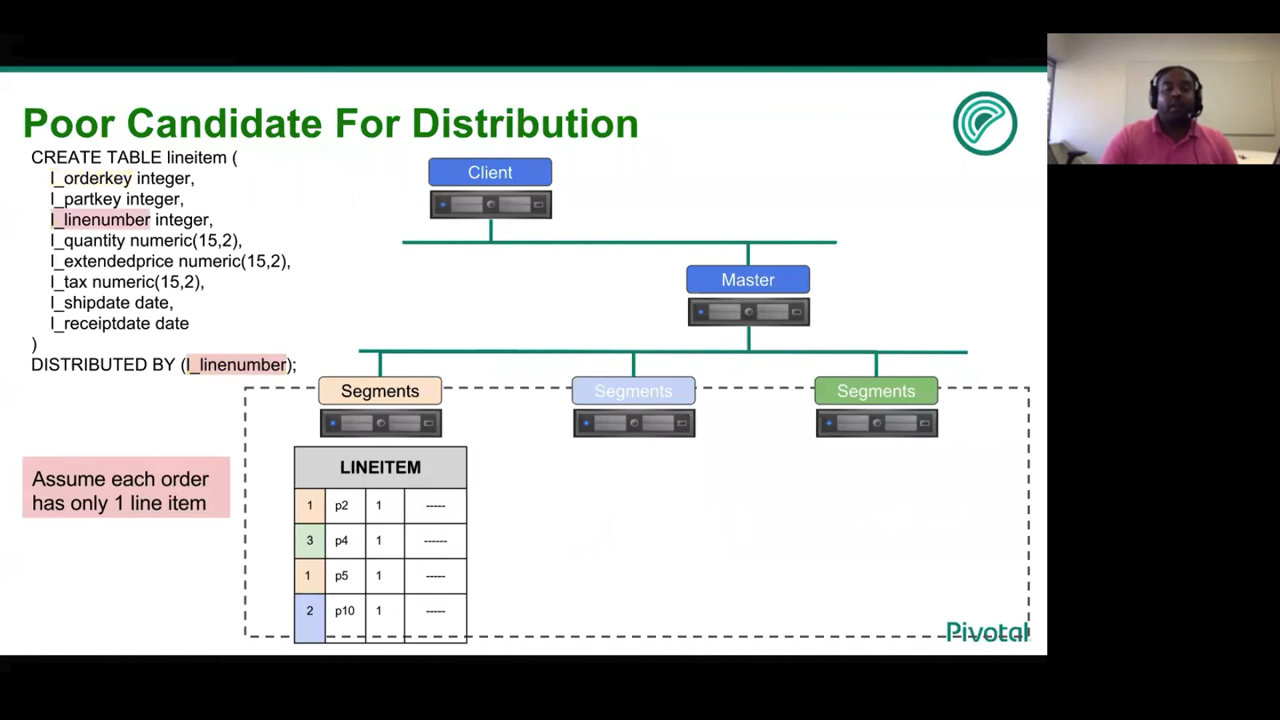 Poor Candidate For Distribution
CREATE TABLE lineitem (
l_orderkey integer,
l_partkey integer,
l_linenumber integer,
l_quantity numeric(15,2),
l_extendedprice numeric(15,2),
l_tax numeric(15,2),
l_shipdate date,
l_receiptdate date
)
DISTRIBUTED BY (l_linenumber);
Client
Master
Segments
Segments
Segments
Assume each order
has only 1 line item
LINEITEM
1 p2 1 -----
3 p4 1 ------
1 p5 1 -----
2 p10 1 -----
Pivotal